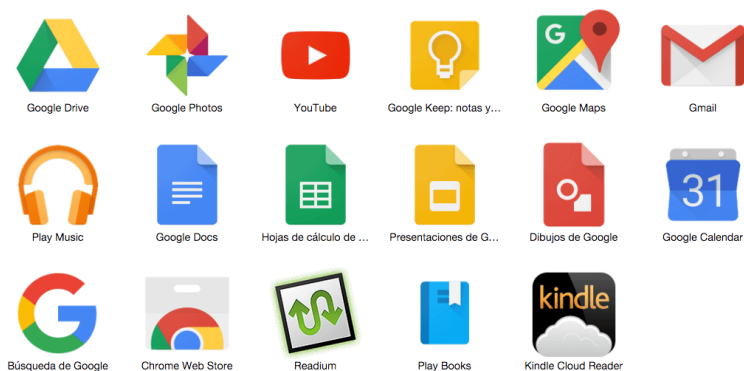 G
Google Drive
Google Photos
YouTube
Google Keep: notas y...
Google Maps
Gmail
31
Play Music
Google Docs
Hojas de cálculo de ...
Presentaciones de G...
Dibujos de Google
Google Calendar
G
kindle
Búsqueda de Google
Chrome Web Store
Readium
Play Books
Kindle Cloud Reader